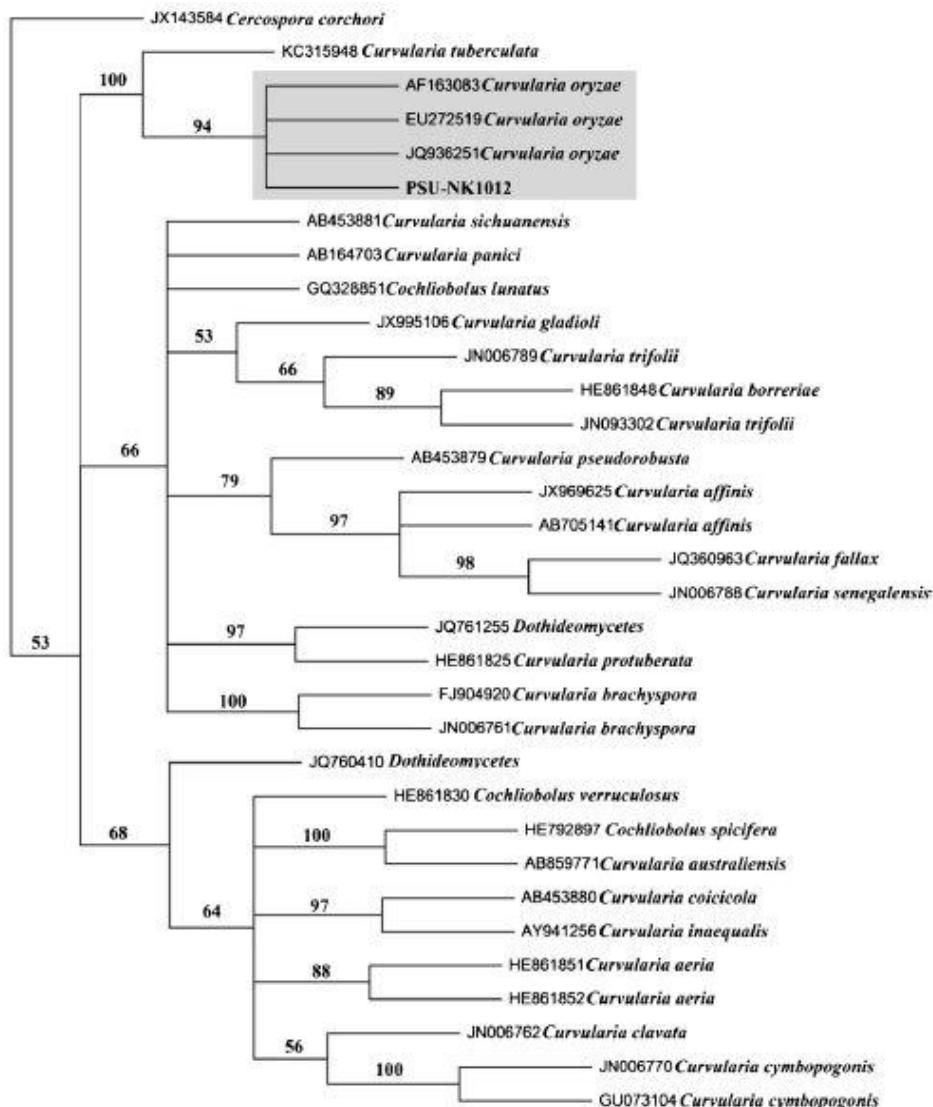 JX143584 Cercospora corchori
KC315948 Curvularia tuberculata
100
AF163083 Curvularia oryzae
EU272519 Curvularia oryzae
94
JQ936251 Curvularia oryzae
PSU-NK1012
AB453881 Curvularia sichuanensis
AB164703 Curvularia panici
GQ328851 Cochliobolus lunatus
JX995106 Curvularia gladioli
53
JN006789 Curvularia trifolii
66
HE861848 Curvularia borreriae
89
JN093302 Curvularia trifolii
66
AB453879 Curvularia pseudorobusta
79
JX969625 Curvularia affinis
97
AB705141 Curvularia affinis
JQ360963 Curvularia fallax
98
JN006788 Curvularia senegalensis
JQ761255 Dothideomycetes
97
53
HE861825 Curvularia protuberata
FJ904920 Curvularia brachyspora
100
JN006761 Curvularia brachyspora
JQ760410 Dothideomycetes
HE861830 Cochliobolus verruculosus
68
HE792897 Cochliobolus spicifera
100
AB859771 Curvularia australiensis
AB453880 Curvularia coicicola
64
97
AY941256 Curvularia inaequalis
HE861851 Curvularia aeria
88
HE861852 Curvularia aeria
JN006762 Curvularia clavata
56
JN006770 Curvularia cymbopogonis
100
GU073104 Curvularia cymbopogonis